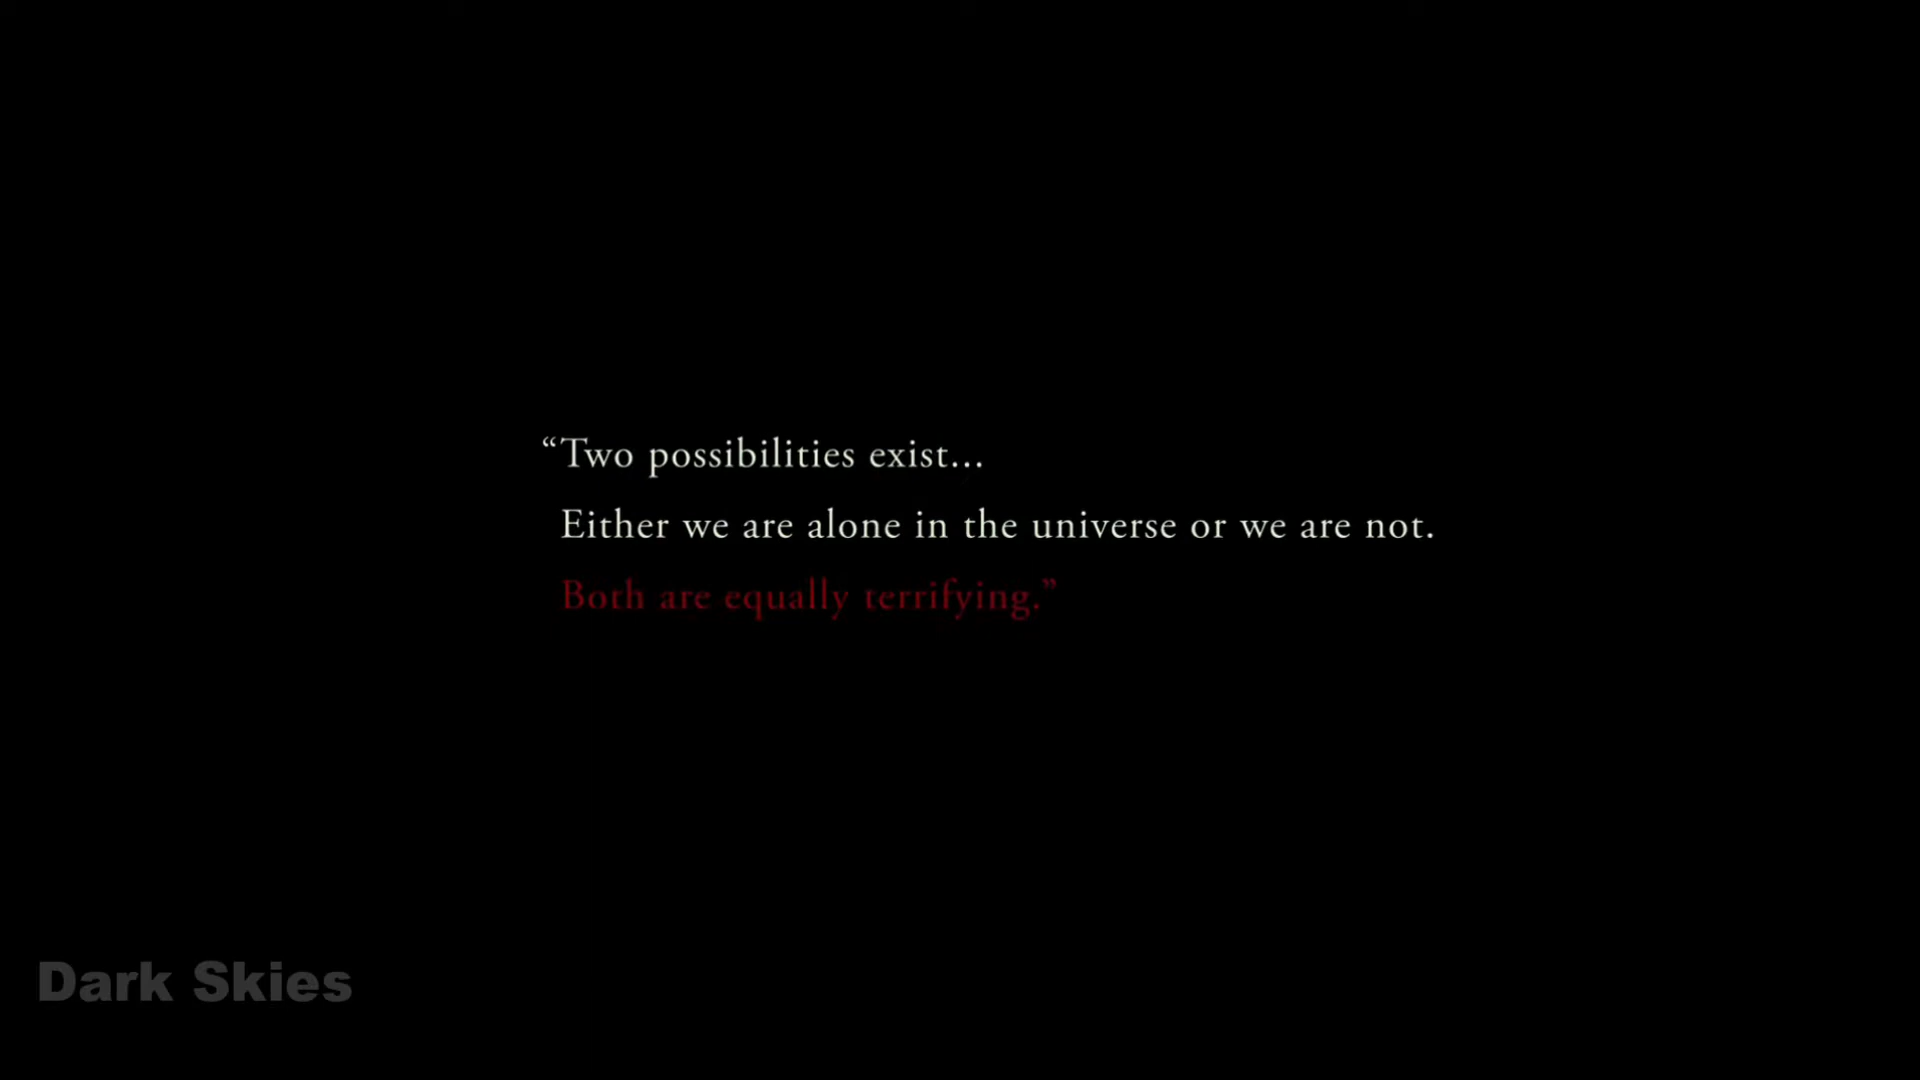 “Two possibilities exist...
Either we are alone in the universe or we are not.
Both are equally terrifying.”
Dark Skies